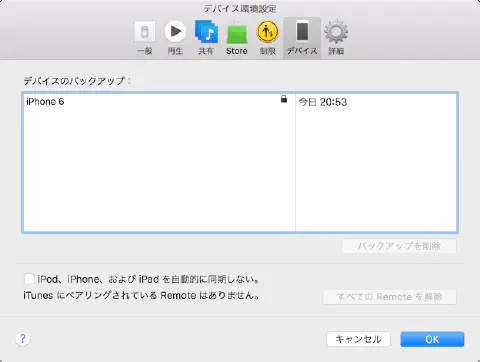 デバイス環境設定
一般 再生 共有 Store 制限 デバイス 詳細
デバイスのバックアップ：
iPhone 6 今日 20:53
バックアップを削除
iPod、iPhone、および iPad を自動的に同期しない。
iTunes にペアリングされている Remote はありません。 すべての Remote を解除
? キャンセル OK